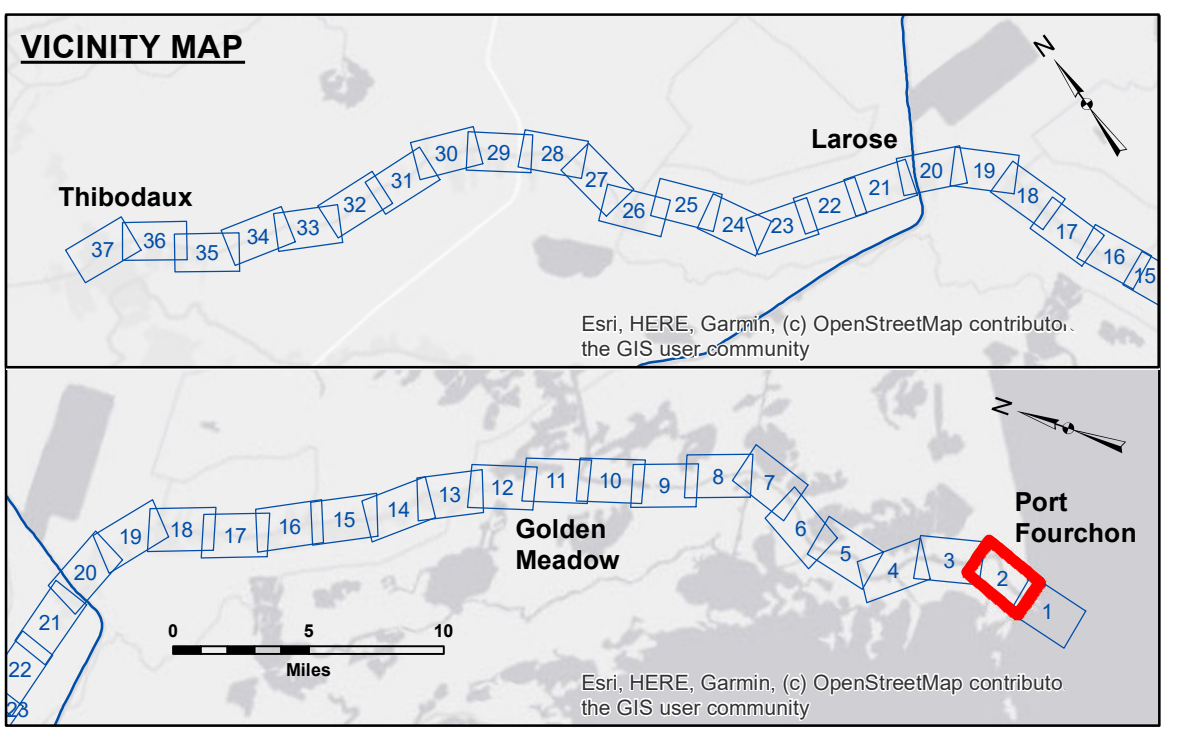 VICINITY MAP
N
Larose
Thibodaux
37 36 35 34 33 32 31 30 29 28 27 26 25 24 23 22 21 20 19 18 17 16 15
Esri, HERE, Garmin, (c) OpenStreetMap
the GIS user community
N
Port
Fourchon
Golden
Meadow
23 22 21 20 19 18 17 16 15 14 13 12 11 10 9 8 7 6 5 4 3 2 1
0 5 10
Miles
Esri, HERE, Garmin, (c) OpenStreetMap contributo
the GIS user community